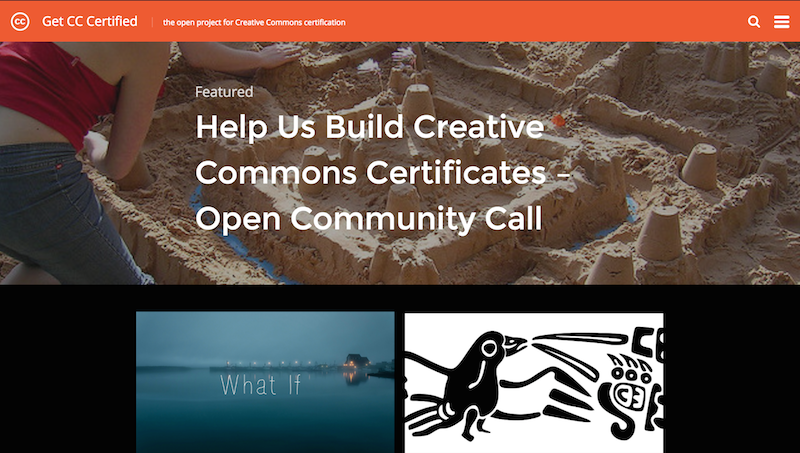 cc Get CC Certified the open project for Creative Commons certification
Featured
Help Us Build Creative
Commons Certificates –
Open Community Call
What If